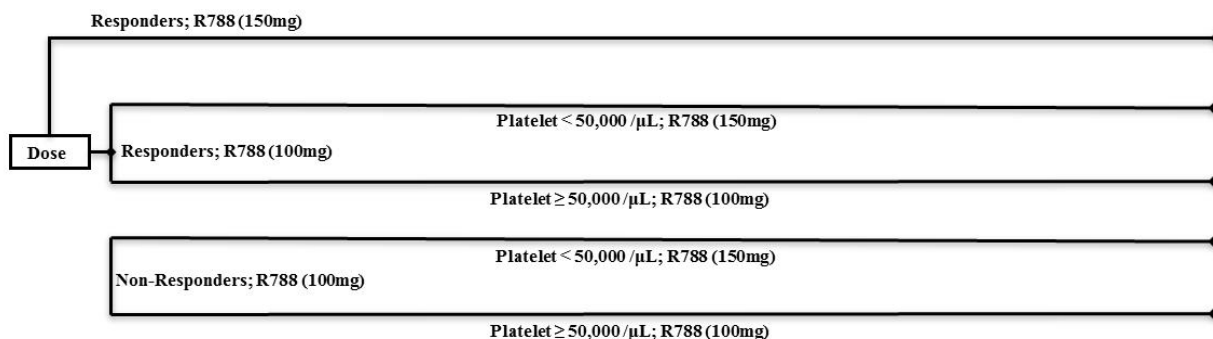 Responders; R788 (150mg)
Platelet < 50,000 /μL; R788 (150mg)
Dose
Responders; R788 (100mg)
Platelet ≥ 50,000 /μL; R788 (100mg)
Platelet < 50,000 /μL; R788 (150mg)
Non-Responders; R788 (100mg)
Platelet ≥ 50,000 /μL; R788 (100mg)